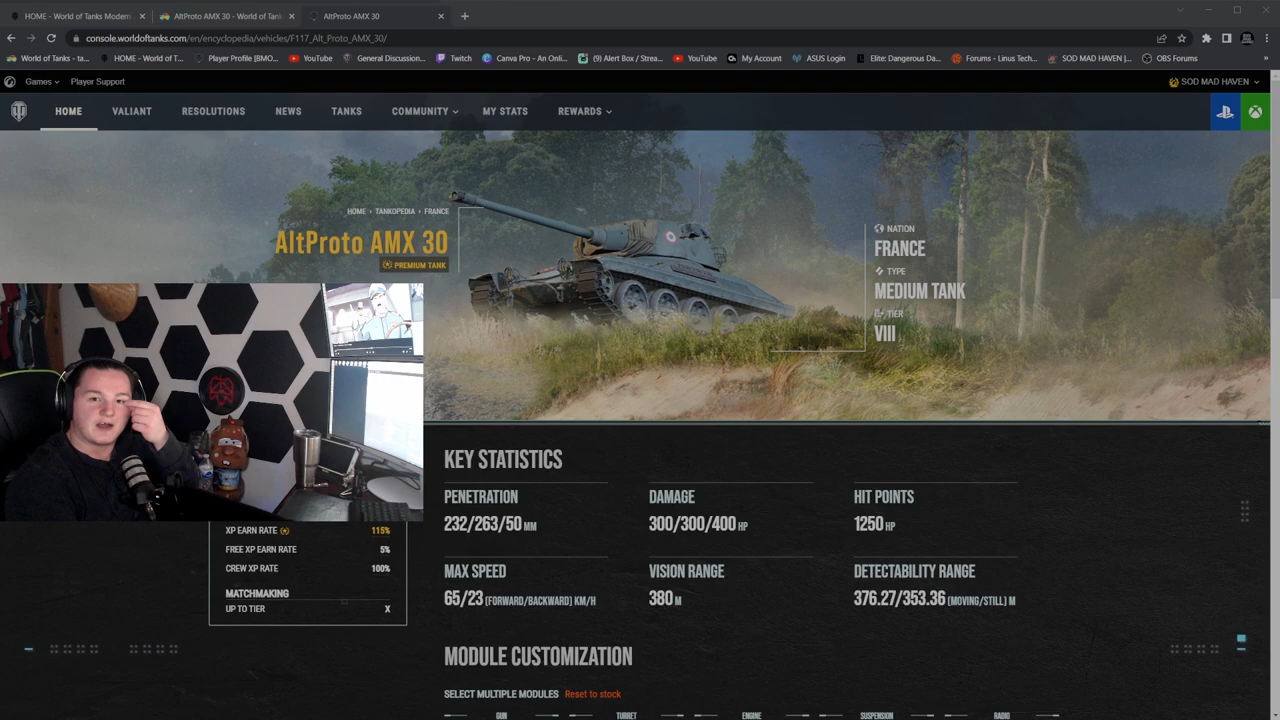 HOME - World of Tanks Modern
AltProto AMX 30 - World of Tank
AltProto AMX 30
console.worldoftanks.com/en/encyclopedia/vehicles/F117_Alt_Proto_AMX_30/
World of Tanks - ta...
HOME - World of T...
Player Profile [BMO...
YouTube
General Discussion...
Twitch
Canva Pro - An Onli...
(9) Alert Box / Strea...
YouTube
My Account
ASUS Login
Elite: Dangerous Da...
Forums - Linus Tech...
SOD MAD HAVEN |...
OBS Forums
»
Games
Player Support
SOD MAD HAVEN
HOME
VALIANT
RESOLUTIONS
NEWS
TANKS
COMMUNITY
MY STATS
REWARDS
HOME › TANKOPEDIA › FRANCE
AltProto AMX 30
PREMIUM TANK
NATION
FRANCE
TYPE
MEDIUM TANK
TIER
VIII
KEY STATISTICS
PENETRATION
232/263/50 MM
DAMAGE
300/300/400 HP
HIT POINTS
1250 HP
MAX SPEED
65/23 (FORWARD/BACKWARD) KM/H
VISION RANGE
380 M
DETECTABILITY RANGE
376.27/353.36 (MOVING/STILL) M
XP EARN RATE 115%
FREE XP EARN RATE 5%
CREW XP RATE 100%
MATCHMAKING
UP TO TIER X
MODULE CUSTOMIZATION
SELECT MULTIPLE MODULES Reset to stock
GUN
TURRET
ENGINE
SUSPENSION
RADIO